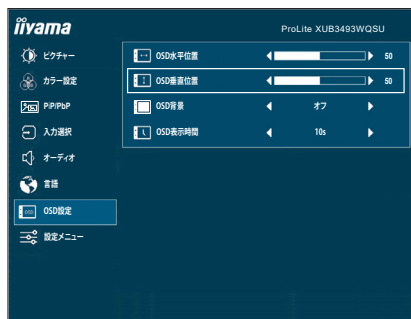 iiyama
ProLite XUB3493WQSU
ピクチャー
カラー設定
PiP/PbP
入力選択
オーディオ
言語
OSD設定
設定メニュー
OSD水平位置 50
OSD垂直位置 50
OSD背景 オフ
OSD表示時間 10s